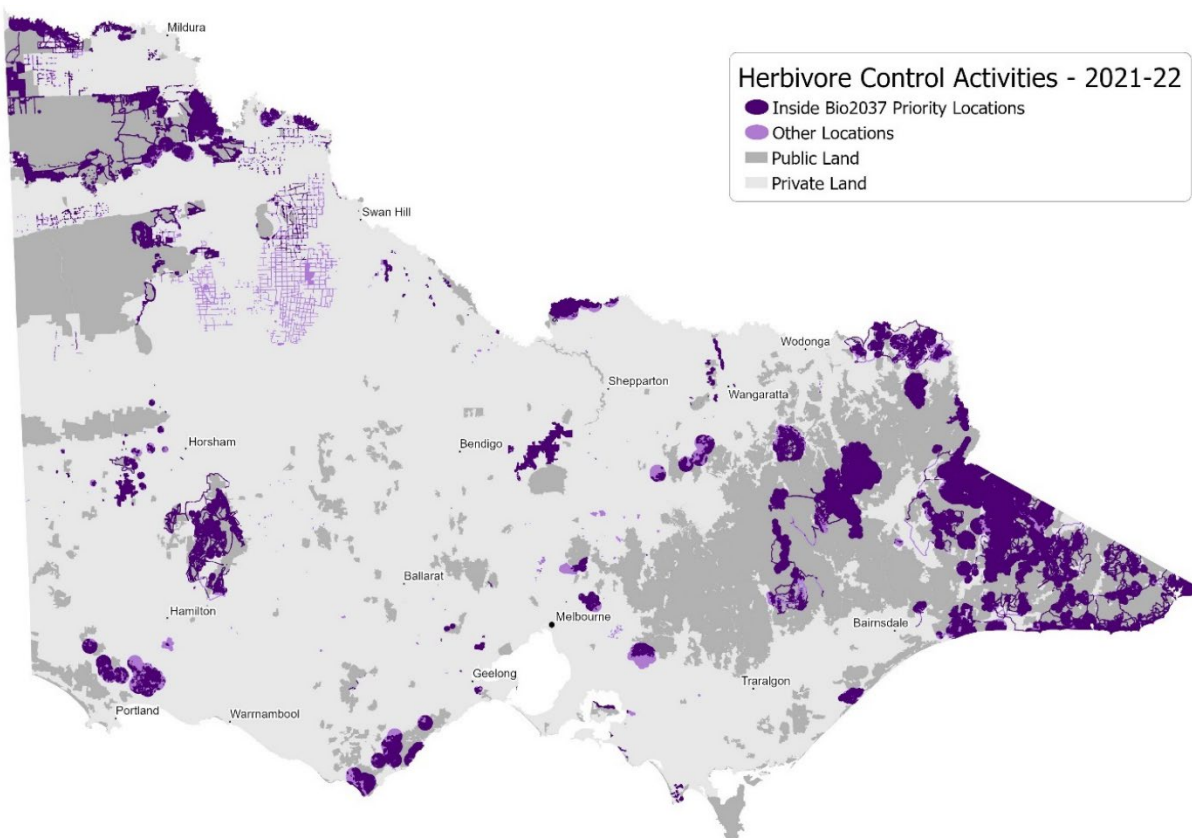 Mildura
Herbivore Control Activities - 2021-22
Inside Bio2037 Priority Locations
Other Locations
Public Land
Private Land
Swan Hill
Wodonga
Shepparton
Wangaratta
Horsham
Bendigo
Ballarat
Hamilton
Melbourne
Bairnsdale
Geelong
Traralgon
Portland
Warrnambool